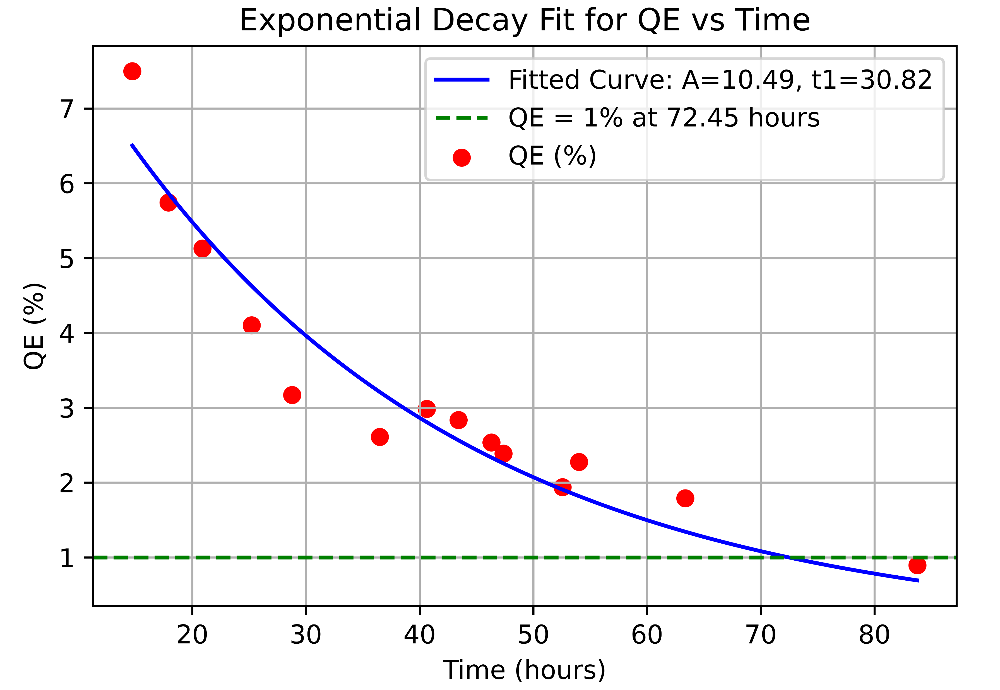 Exponential Decay Fit for QE vs Time
Fitted Curve: A=10.49, t1=30.82
QE = 1% at 72.45 hours
QE (%)
QE (%)
7
6
5
4
3
2
1
20 30 40 50 60 70 80
Time (hours)